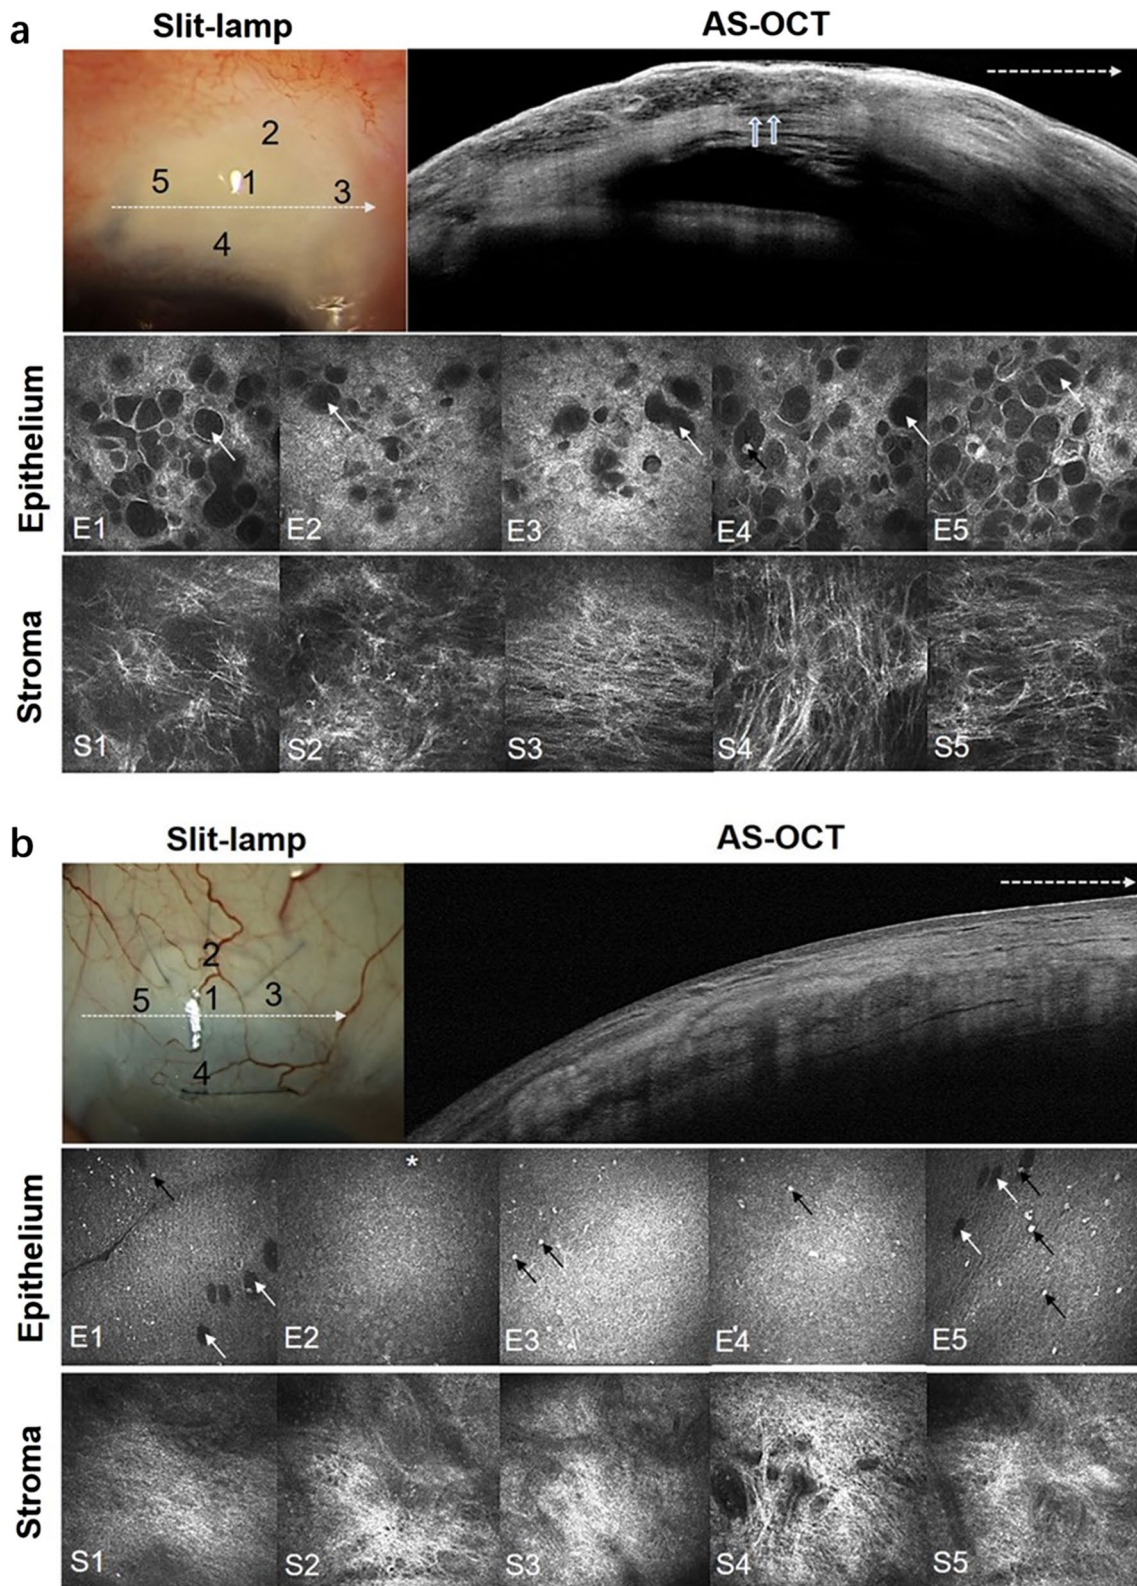 a
Slit-lamp AS-OCT
2
5 1 3
4
Epithelium
E1 E2 E3 E4 E5
Stroma
S1 S2 S3 S4 S5
b
Slit-lamp AS-OCT
2
5 1 3
4
*
Epithelium
E1 E2 E3 E4 E5
Stroma
S1 S2 S3 S4 S5